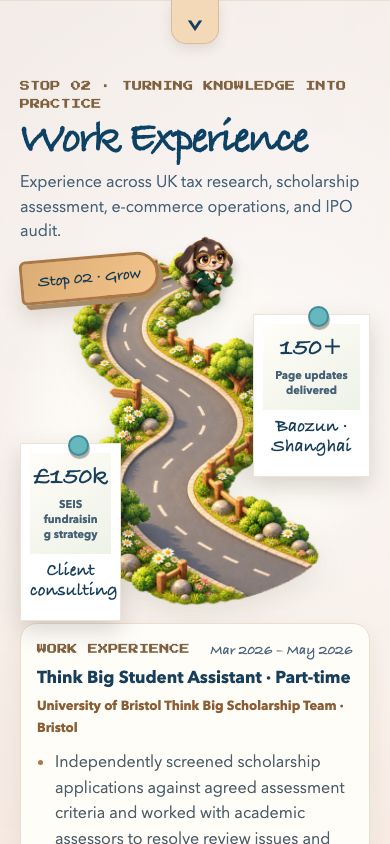 STOP 02 · TURNING KNOWLEDGE INTO
PRACTICE
Work Experience
Experience across UK tax research, scholarship
assessment, e-commerce operations, and IPO
audit.
Stop 02 · Grow
150+
Page updates
delivered
Baozun ·
Shanghai
£150k
SEIS
fundraisin
g strategy
Client
consulting
WORK EXPERIENCE
Mar 2026 – May 2026
Think Big Student Assistant · Part-time
University of Bristol Think Big Scholarship Team ·
Bristol
• Independently screened scholarship
applications against agreed assessment
criteria and worked with academic
assessors to resolve review issues and